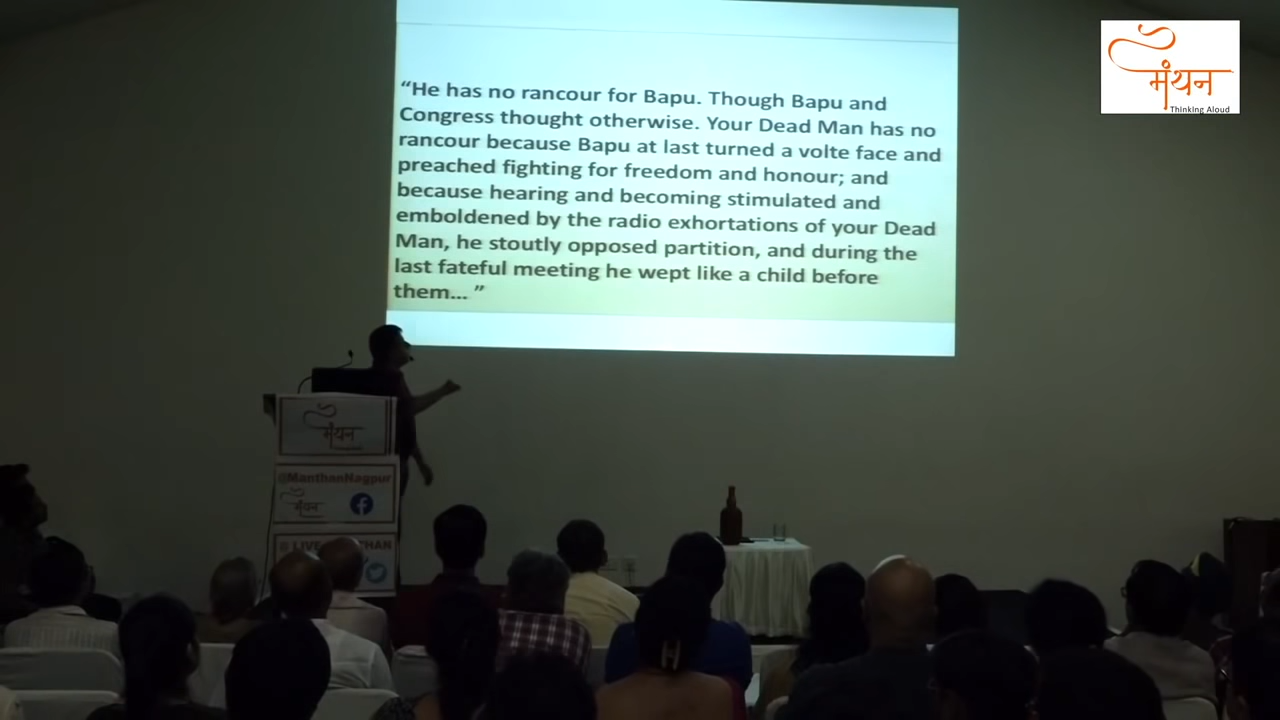 “He has no rancour for Bapu. Though Bapu and
Congress thought otherwise. Your Dead Man has no
rancour because Bapu at last turned a volte face and
preached fighting for freedom and honour; and
because hearing and becoming stimulated and
emboldened by the radio exhortations of your Dead
Man, he stoutly opposed partition, and during the
last fateful meeting he wept like a child before
them... ”
मंथन
Thinking Aloud
मंथन
@ManthanNagpur
मंथन